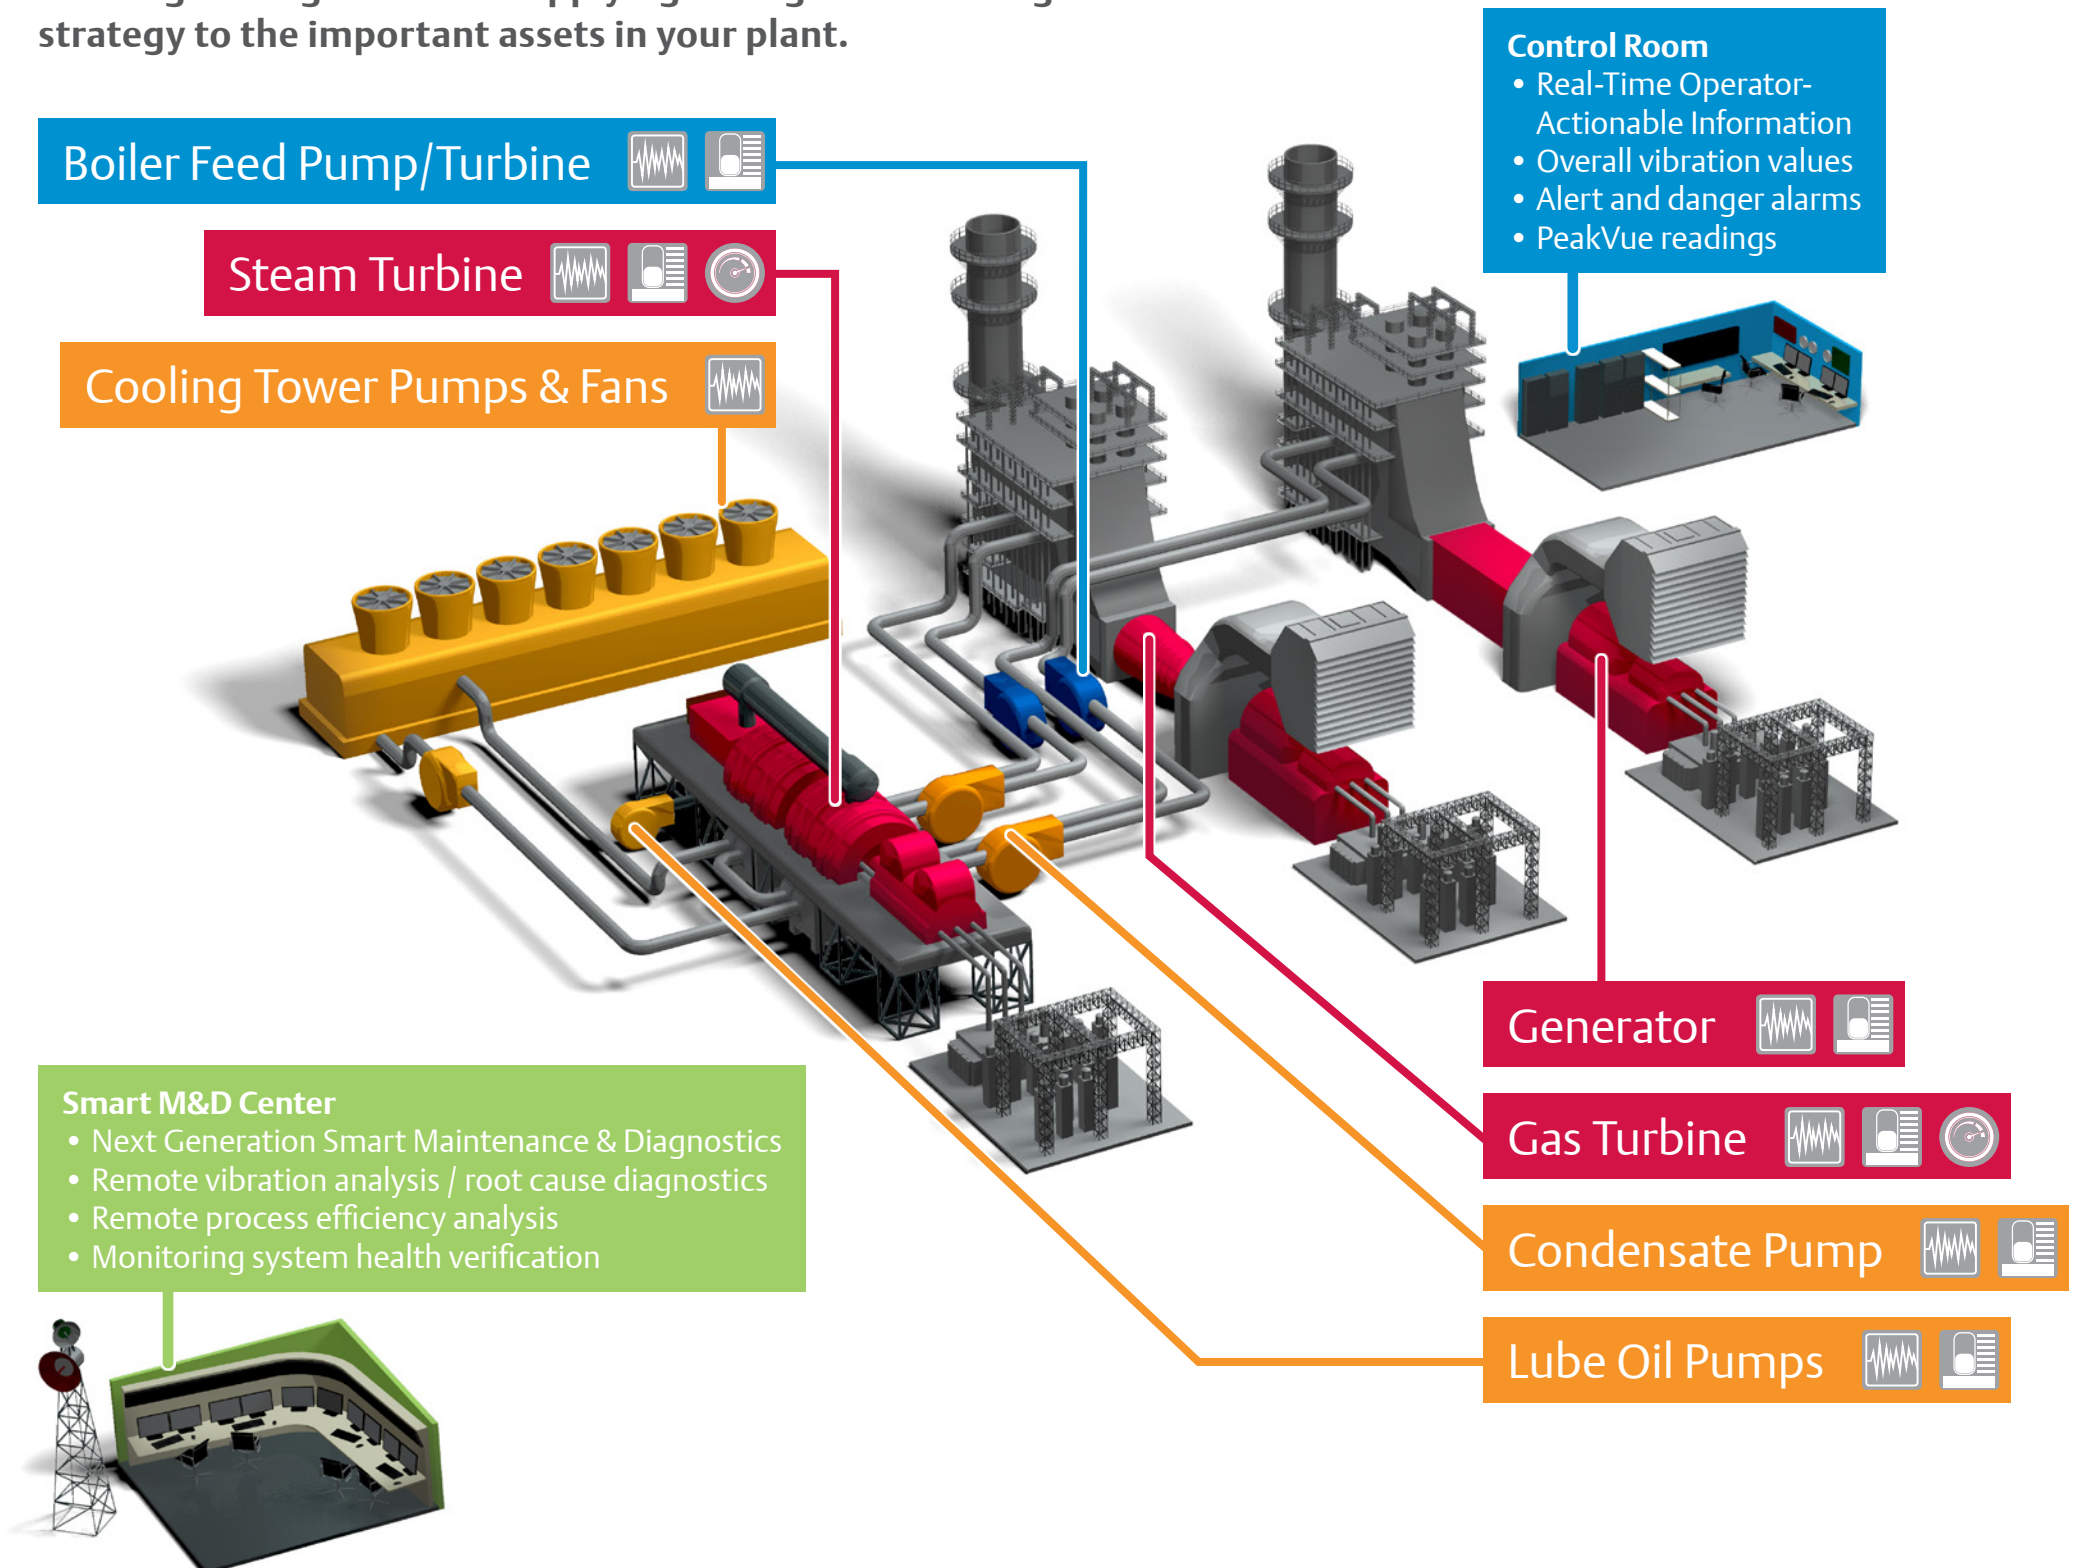 strategy to the important assets in your plant.
Boiler Feed Pump/Turbine
Steam Turbine
Cooling Tower Pumps & Fans
Control Room
• Real-Time Operator-
Actionable Information
• Overall vibration values
• Alert and danger alarms
• PeakVue readings
Generator
Gas Turbine
Condensate Pump
Lube Oil Pumps
Smart M&D Center
• Next Generation Smart Maintenance & Diagnostics
• Remote vibration analysis / root cause diagnostics
• Remote process efficiency analysis
• Monitoring system health verification